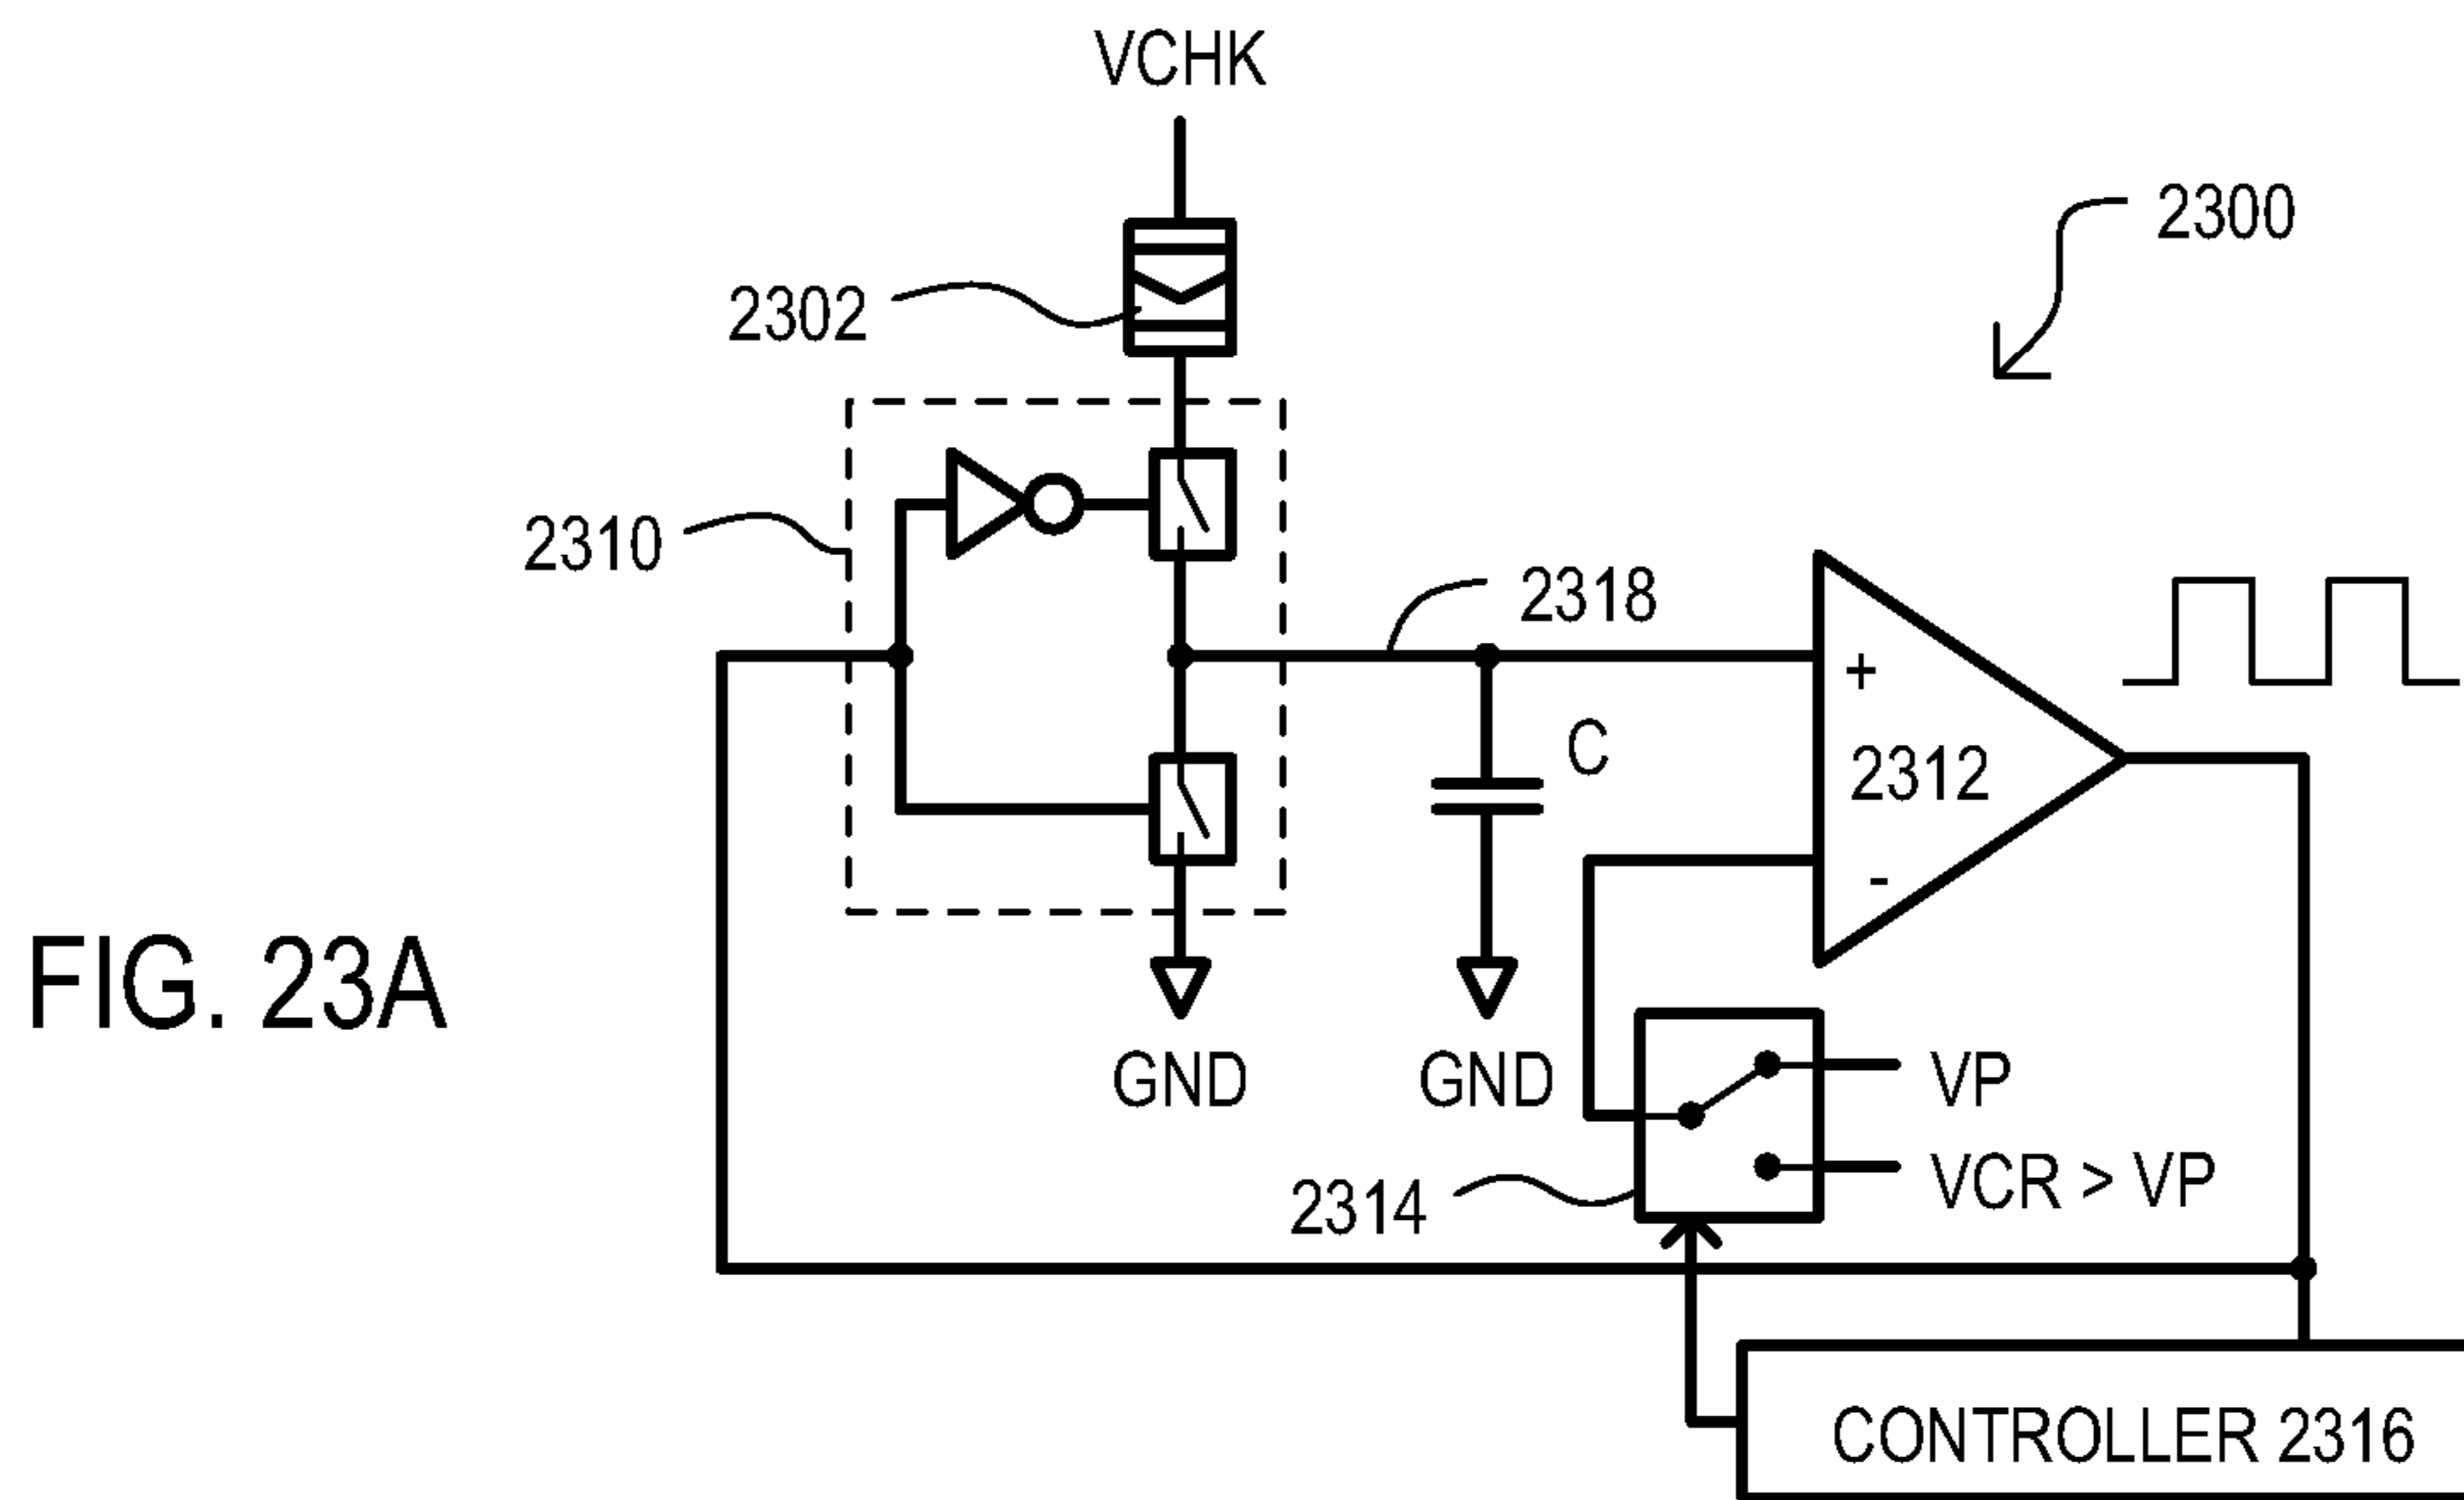 VCHK
2300
2302
2310
2318
+
C
2312
-
FIG. 23A
GND
GND
VP
VCR > VP
2314
CONTROLLER 2316